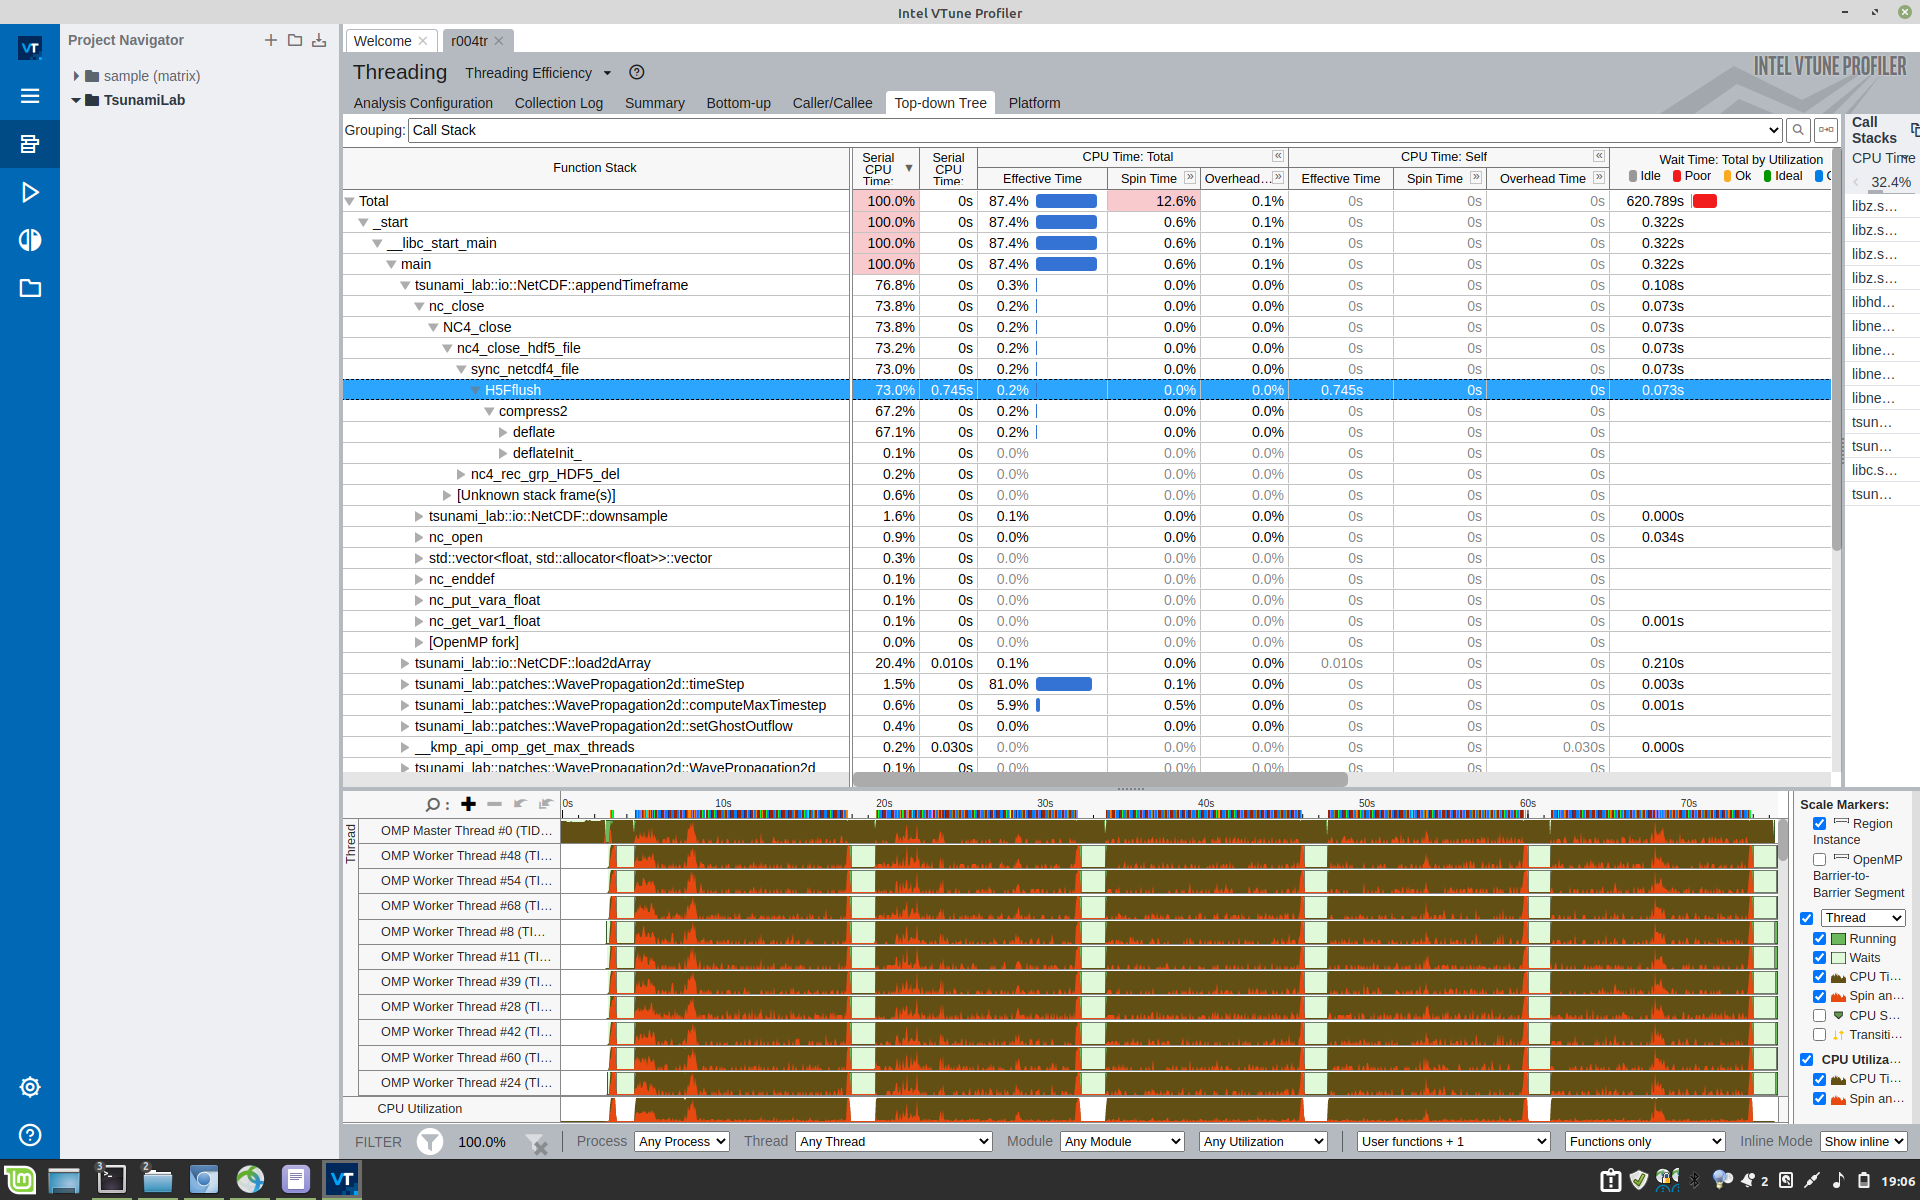 Intel VTune Profiler
VT
Project Navigator
sample (matrix)
TsunamiLab
Welcome
r004tr
Threading Threading Efficiency
INTEL VTUNE PROFILER
Analysis Configuration Collection Log Summary Bottom-up Caller/Callee Top-down Tree Platform
Grouping: Call Stack
Function Stack
Serial CPU Time:
Serial CPU Time:
CPU Time: Total
Effective Time Spin Time Overhead...
CPU Time: Self
Effective Time Spin Time Overhead Time
Wait Time: Total by Utilization
Idle Poor Ok Ideal
Total 100.0% 0s 87.4% 12.6% 0.1% 0s 0s 0s 620.789s
_start 100.0% 0s 87.4% 0.6% 0.1% 0s 0s 0s 0.322s
__libc_start_main 100.0% 0s 87.4% 0.6% 0.1% 0s 0s 0s 0.322s
main 100.0% 0s 87.4% 0.6% 0.1% 0s 0s 0s 0.322s
tsunami_lab::io::NetCDF::appendTimeframe 76.8% 0s 0.3% 0.0% 0.0% 0s 0s 0s 0.108s
nc_close 73.8% 0s 0.2% 0.0% 0.0% 0s 0s 0s 0.073s
NC4_close 73.8% 0s 0.2% 0.0% 0.0% 0s 0s 0s 0.073s
nc4_close_hdf5_file 73.2% 0s 0.2% 0.0% 0.0% 0s 0s 0s 0.073s
sync_netcdf4_file 73.0% 0s 0.2% 0.0% 0.0% 0s 0s 0s 0.073s
H5Fflush 73.0% 0.745s 0.2% 0.0% 0.0% 0.745s 0s 0s 0.073s
compress2 67.2% 0s 0.2% 0.0% 0.0% 0s 0s 0s
deflate 67.1% 0s 0.2% 0.0% 0.0% 0s 0s 0s
deflateInit_ 0.1% 0s 0.0% 0.0% 0.0% 0s 0s 0s
nc4_rec_grp_HDF5_del 0.2% 0s 0.0% 0.0% 0.0% 0s 0s 0s
[Unknown stack frame(s)] 0.6% 0s 0.0% 0.0% 0.0% 0s 0s 0s
tsunami_lab::io::NetCDF::downsample 1.6% 0s 0.1% 0.0% 0.0% 0s 0s 0s 0.000s
nc_open 0.9% 0s 0.0% 0.0% 0.0% 0s 0s 0s 0.034s
std::vector<float, std::allocator<float>>::vector 0.3% 0s 0.0% 0.0% 0.0% 0s 0s 0s
nc_enddef 0.1% 0s 0.0% 0.0% 0.0% 0s 0s 0s
nc_put_vara_float 0.1% 0s 0.0% 0.0% 0.0% 0s 0s 0s
nc_get_var1_float 0.1% 0s 0.0% 0.0% 0.0% 0s 0s 0s 0.001s
[OpenMP fork] 0.0% 0s 0.0% 0.0% 0.0% 0s 0s 0s
tsunami_lab::io::NetCDF::load2dArray 20.4% 0.010s 0.1% 0.0% 0.0% 0.010s 0s 0s 0.210s
tsunami_lab::patches::WavePropagation2d::timeStep 1.5% 0s 81.0% 0.1% 0.0% 0s 0s 0s 0.003s
tsunami_lab::patches::WavePropagation2d::computeMaxTimestep 0.6% 0s 5.9% 0.5% 0.0% 0s 0s 0s 0.001s
tsunami_lab::patches::WavePropagation2d::setGhostOutflow 0.4% 0s 0.0% 0.0% 0.0% 0s 0s 0s
__kmp_api_omp_get_max_threads 0.2% 0.030s 0.0% 0.0% 0.0% 0s 0s 0.030s 0.000s
tsunami_lab::patches::WavePropagation2d::WavePropagation2d 0.1% 0s 0.0% 0.0% 0.0% 0s 0s 0s
Call Stacks
CPU Time
32.4%
libz.s...
libz.s...
libz.s...
libz.s...
libhd...
libne...
libne...
libne...
libne...
tsun...
tsun...
libc.s...
tsun...
0s 10s 20s 30s 40s 50s 60s 70s
Thread
OMP Master Thread #0 (TID...
OMP Worker Thread #48 (TI...
OMP Worker Thread #54 (TI...
OMP Worker Thread #68 (TI...
OMP Worker Thread #8 (TI...
OMP Worker Thread #11 (TI...
OMP Worker Thread #39 (TI...
OMP Worker Thread #28 (TI...
OMP Worker Thread #42 (TI...
OMP Worker Thread #60 (TI...
OMP Worker Thread #24 (TI...
CPU Utilization
Scale Markers:
Region
Instance
OpenMP
Barrier-to-
Barrier Segment
Thread
Running
Waits
CPU Ti...
Spin an...
CPU S...
Transiti...
CPU Utiliza...
CPU Ti...
Spin an...
FILTER 100.0% Process Any Process Thread Any Thread Module Any Module Any Utilization User functions + 1 Functions only Inline Mode Show inline
3
2
VT
2
19:06